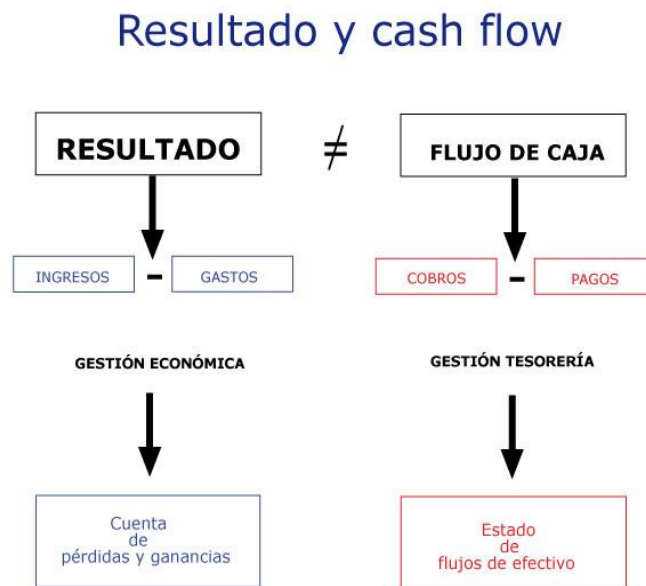 Resultado y cash flow
RESULTADO ≠ FLUJO DE CAJA
INGRESOS - GASTOS COBROS - PAGOS
GESTIÓN ECONÓMICA GESTIÓN TESORERÍA
Cuenta
de
pérdidas y ganancias
Estado
de
flujos de efectivo